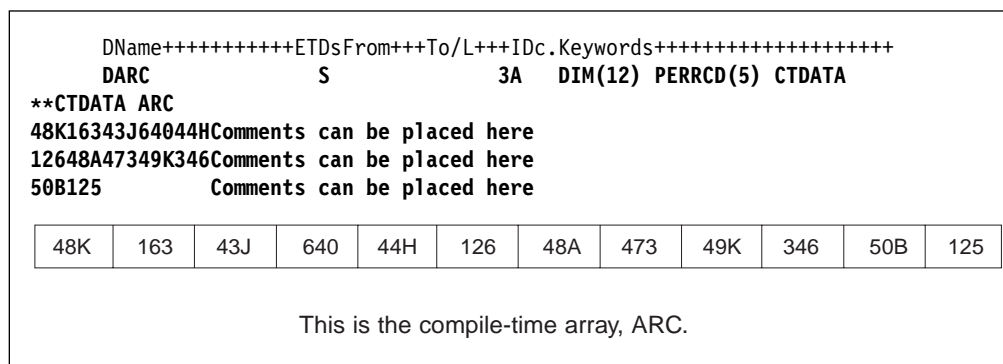 DName+++++++++++ETDsFrom+++To/L+++IDc.Keywords++++++++++++++++++++
DARC S 3A DIM(12) PERRCD(5) CTDATA
**CTDATA ARC
48K16343J64044HComments can be placed here
12648A47349K346Comments can be placed here
50B125 Comments can be placed here
48K 163 43J 640 44H 126 48A 473 49K 346 50B 125
This is the compile-time array, ARC.